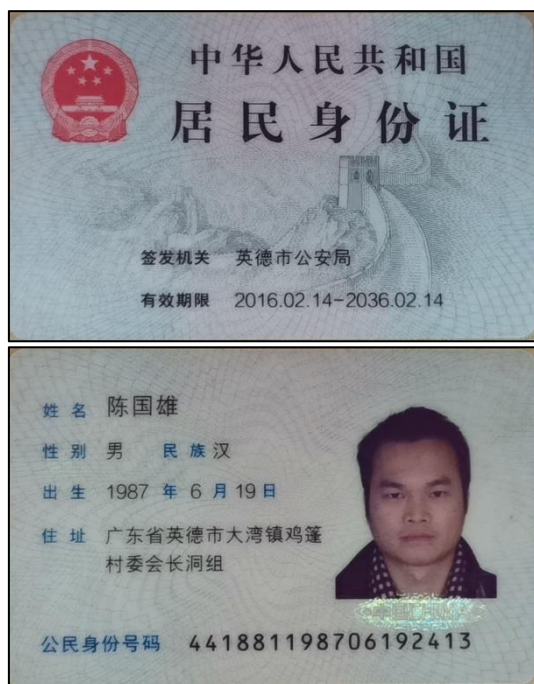 中华人民共和国
居民身份证
签发机关 英德市公安局
有效期限 2016.02.14-2036.02.14
姓名 陈国雄
性别 男 民族 汉
出生 1987 年 6 月 19 日
住址 广东省英德市大湾镇鸡篷
村委会长洞组
公民身份号码 441881198706192413